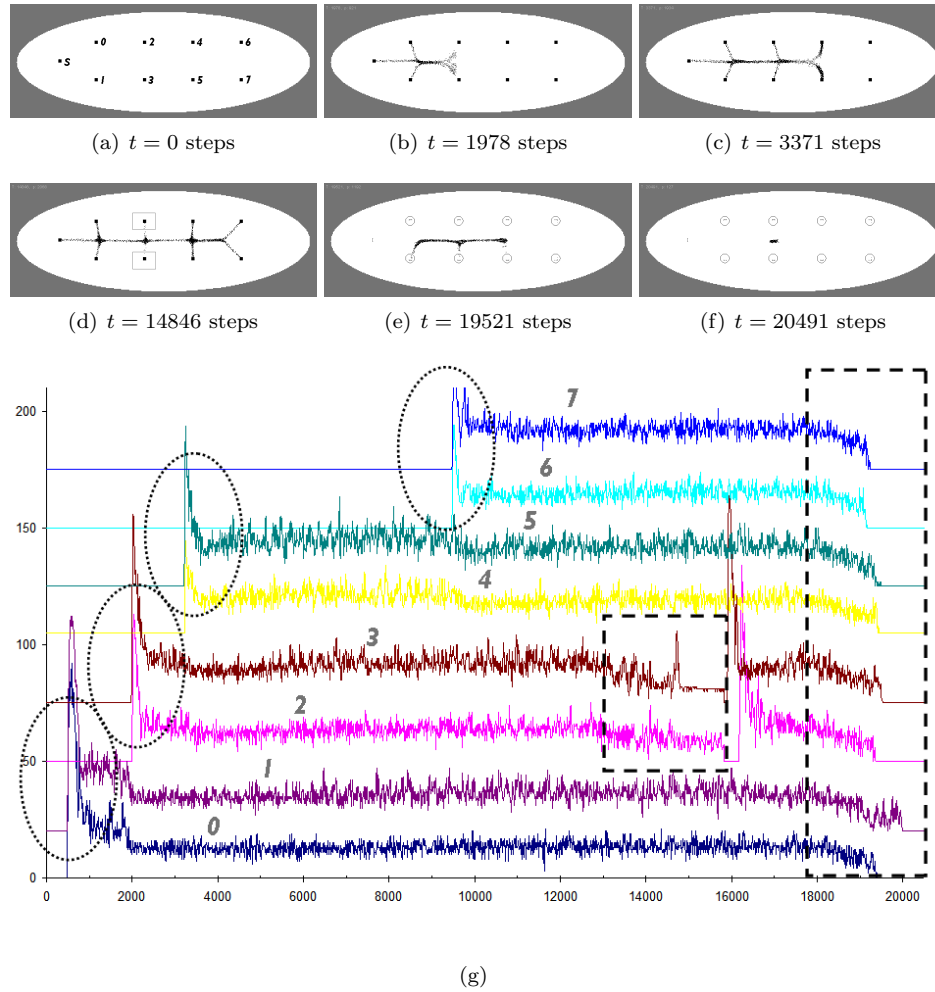 0 2 4 6
S
1 3 5 7
(a) t = 0 steps
(b) t = 1978 steps
(c) t = 3371 steps
(d) t = 14846 steps
(e) t = 19521 steps
(f) t = 20491 steps
200
150
100
50
0
7
6
5
4
3
2
1
0
0 2000 4000 6000 8000 10000 12000 14000 16000 18000 20000
(g)